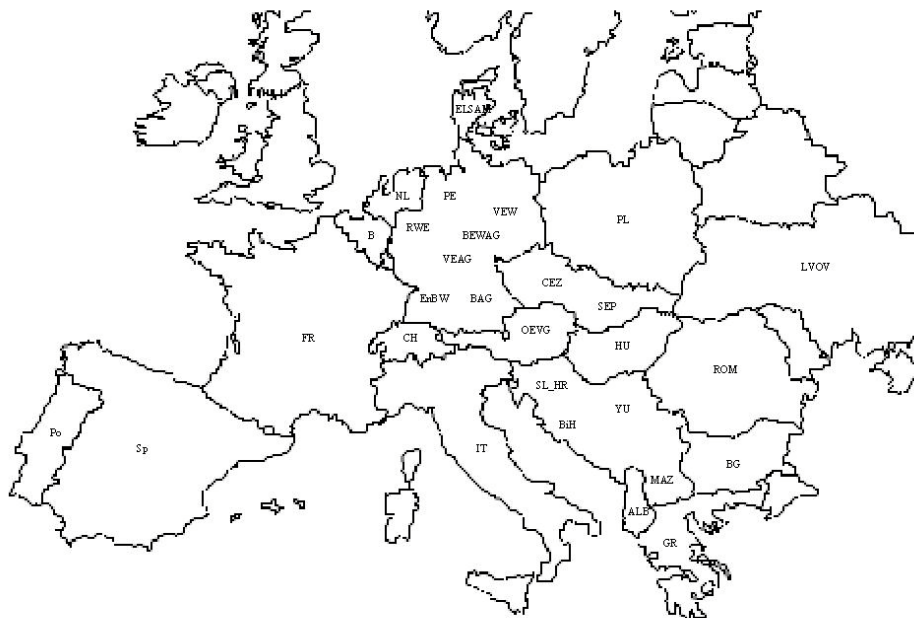 ELSAM
NL
PE
VEW
PL
RWE
BEWAG
B
VEAG
LVOV
CEZ
EnBW
BAG
SEP
OEVG
FR
CH
HU
ROM
SL_HR
YU
BiH
Po
Sp
IT
BG
MAZ
ALB
GR